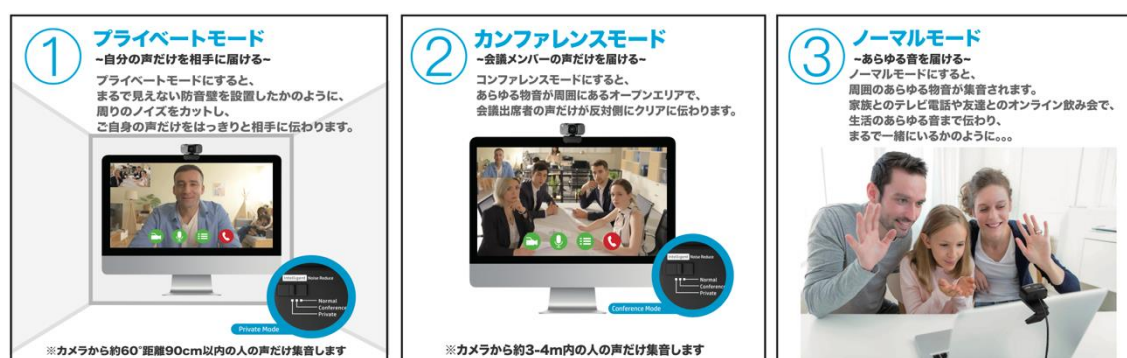 1
プライベートモード
~自分の声だけを相手に届ける~
プライベートモードにすると、
まるで見えない防音壁を設置したかのように、
周りのノイズをカットし、
ご自身の声だけをはっきりと相手に伝わります。
Intelligent Noise Reduce
Normal
Conference
Private
Private Mode
※カメラから約60°距離90cm以内の人の声だけ集音します
2
カンファレンスモード
~会議メンバーの声だけを届ける~
コンファレンスモードにすると、
あらゆる物音が周囲にあるオープンエリアで、
会議出席者の声だけが反対側にクリアに伝わります。
Intelligent Noise Reduce
Normal
Conference
Private
Conference Mode
※カメラから約3-4m内の人の声だけ集音します
3
ノーマルモード
~あらゆる音を届ける~
ノーマルモードにすると、
周囲のあらゆる物音が集音されます。
家族とのテレビ電話や友達とのオンライン飲み会で、
生活のあらゆる音まで伝わり、
まるで一緒にいるかのように。。。